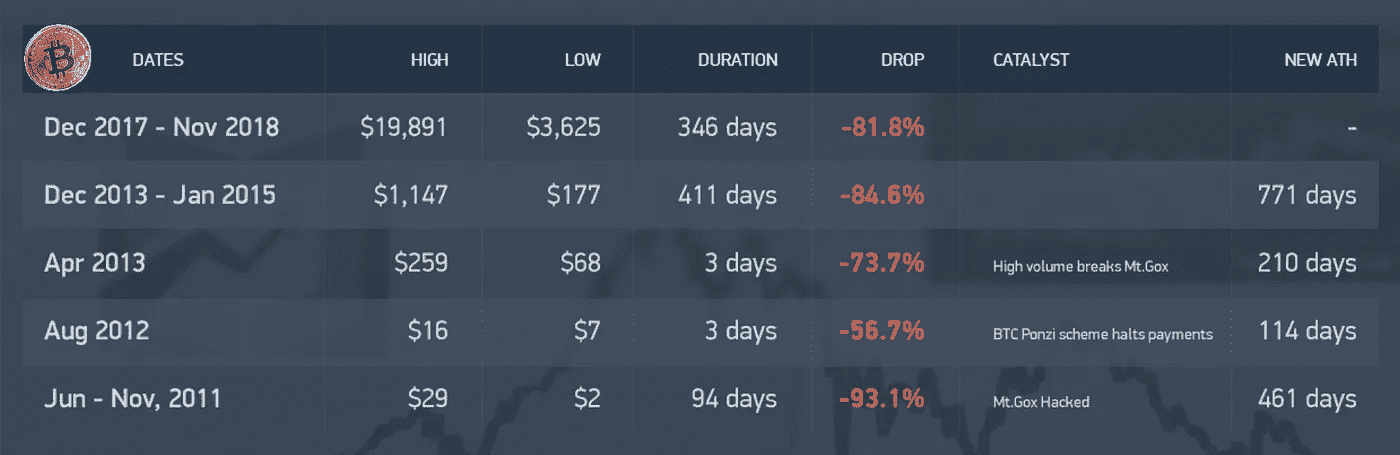 DATES HIGH LOW DURATION DROP CATALYST NEW ATH
Dec 2017 - Nov 2018 $19,891 $3,625 346 days -81.8% -
Dec 2013 - Jan 2015 $1,147 $177 411 days -84.6% 771 days
Apr 2013 $259 $68 3 days -73.7% High volume breaks Mt.Gox 210 days
Aug 2012 $16 $7 3 days -56.7% BTC Ponzi scheme halts payments 114 days
Jun - Nov, 2011 $29 $2 94 days -93.1% Mt.Gox Hacked 461 days